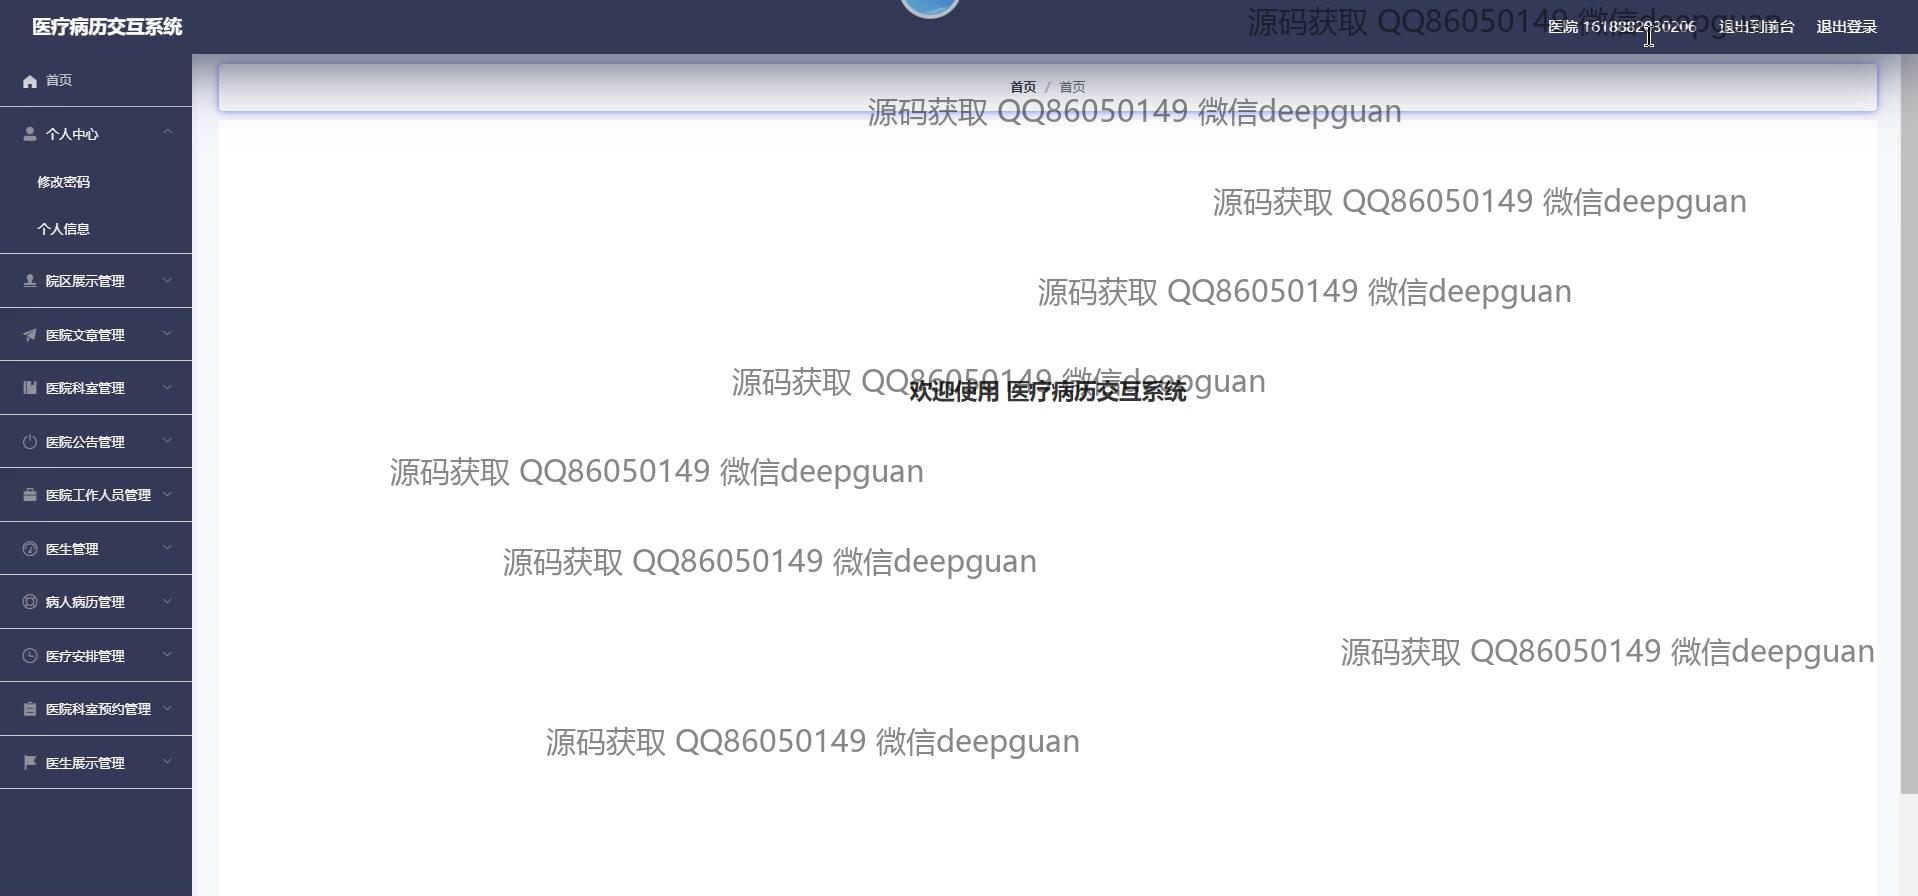 医疗病历交互系统
源码获取 QQ86050149 微信deepguan
医院 1618882930206 退出到前台 退出登录
首页
首页 / 首页
源码获取 QQ86050149 微信deepguan
个人中心
修改密码
源码获取 QQ86050149 微信deepguan
个人信息
院区展示管理
源码获取 QQ86050149 微信deepguan
医院文章管理
源码获取 QQ86050149 微信deepguan
欢迎使用 医疗病历交互系统
医院科室管理
医院公告管理
源码获取 QQ86050149 微信deepguan
医院工作人员管理
医生管理
源码获取 QQ86050149 微信deepguan
病人病历管理
医疗安排管理
源码获取 QQ86050149 微信deepguan
医院科室预约管理
源码获取 QQ86050149 微信deepguan
医生展示管理